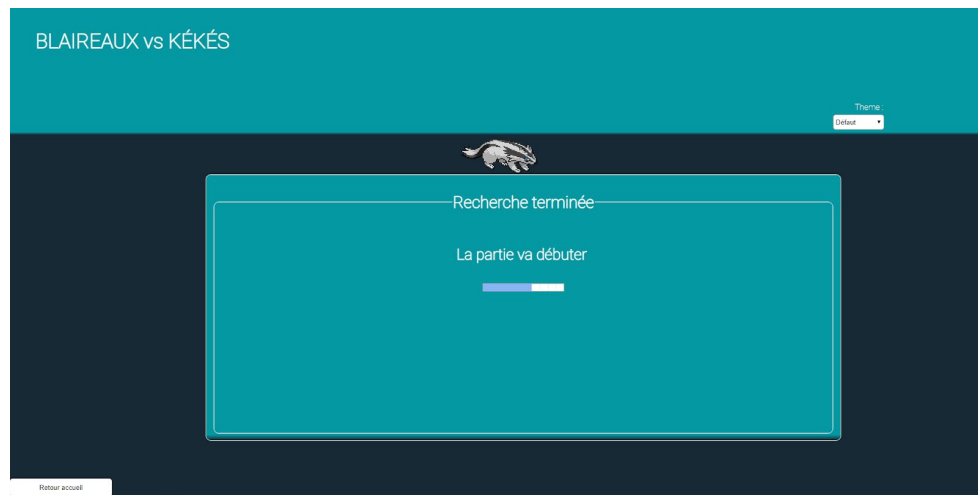 BLAIREAUX vs KÉKÉS
Theme :
Défaut
Recherche terminée
La partie va débuter
Retour accueil